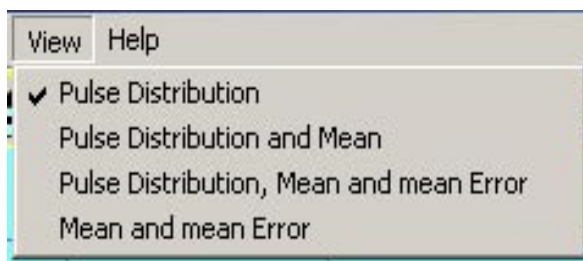 View Help
Pulse Distribution
Pulse Distribution and Mean
Pulse Distribution, Mean and mean Error
Mean and mean Error